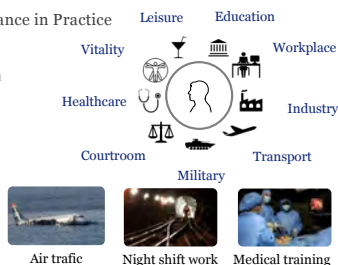 ance in Practice
Leisure
Education
Vitality
Workplace
Healthcare
Industry
Courtroom
Transport
Military
Air trafic
Night shift work
Medical training